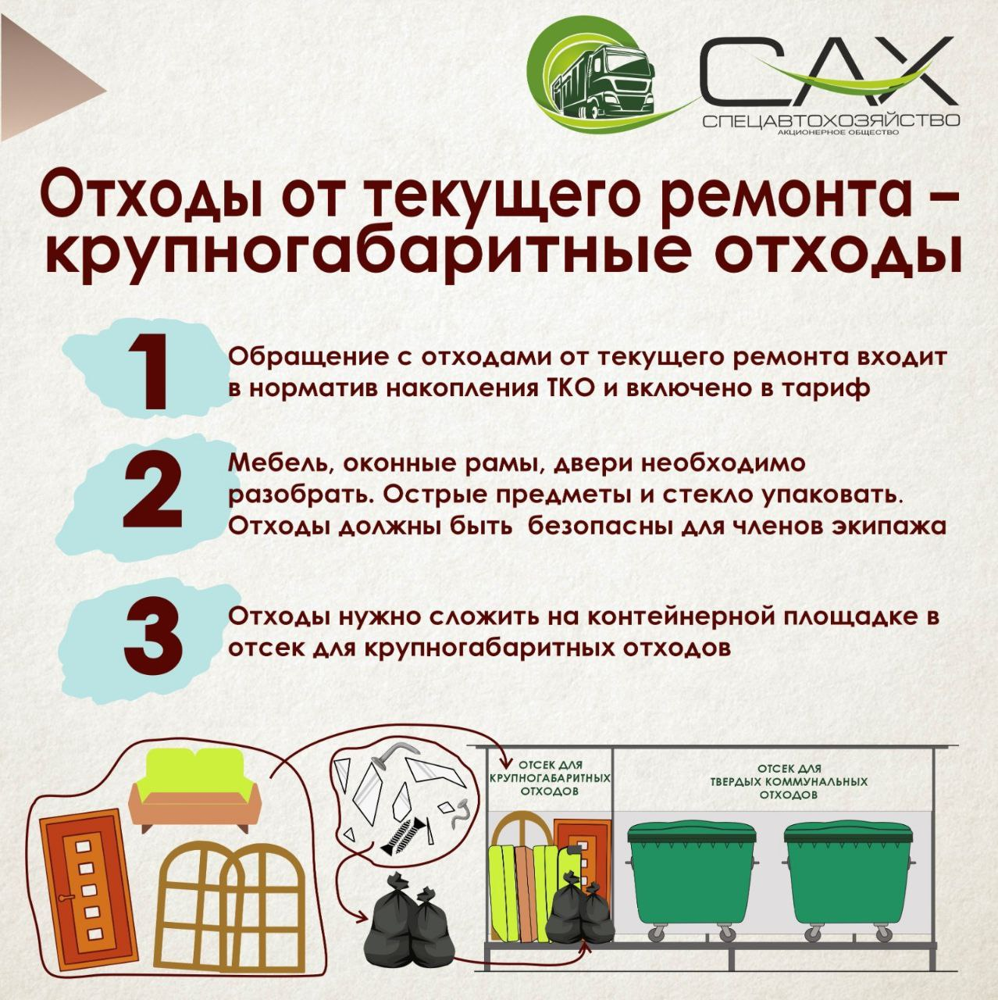 САХ
СПЕЦАВТОХОЗЯЙСТВО
АКЦИОНЕРНОЕ ОБЩЕСТВО
Отходы от текущего ремонта –
крупногабаритные отходы
1
Обращение с отходами от текущего ремонта входит
в норматив накопления ТКО и включено в тариф
2
Мебель, оконные рамы, двери необходимо
разобрать. Острые предметы и стекло упаковать.
Отходы должны быть  безопасны для членов экипажа
3
Отходы нужно сложить на контейнерной площадке в
отсек для крупногабаритных отходов
ОТСЕК ДЛЯ
КРУПНОГАБАРИТНЫХ
ОТХОДОВ
ОТСЕК ДЛЯ
ТВЕРДЫХ КОММУНАЛЬНЫХ
ОТХОДОВ